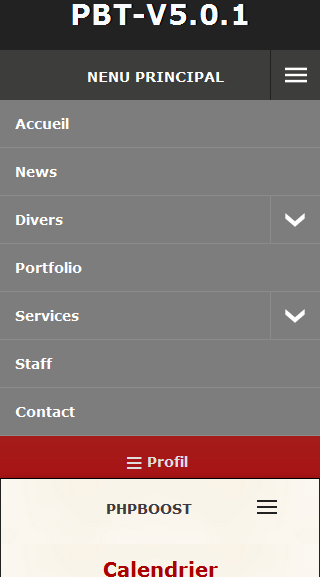 PBT-V5.0.1
NENU PRINCIPAL
Accueil
News
Divers
Portfolio
Services
Staff
Contact
Profil
PHPBOOST
Calendrier